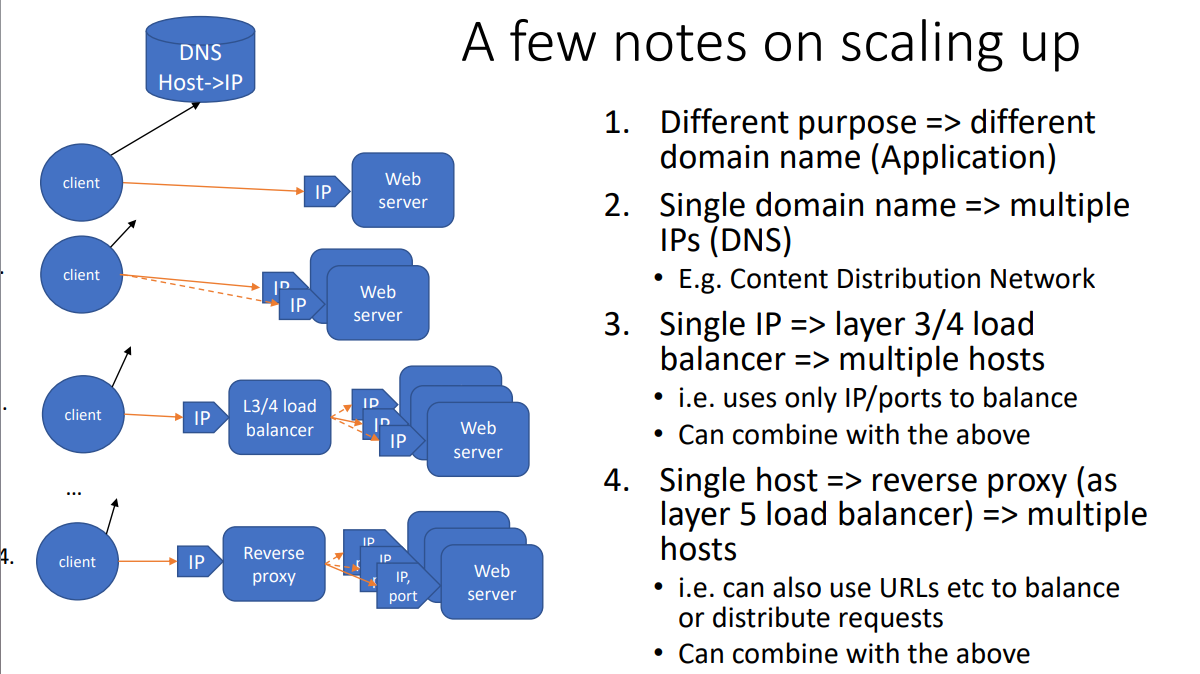 A few notes on scaling up
DNS
Host->IP
client
IP
Web
server
client
IP
IP
Web
server
client
IP
L3/4 load
balancer
IP
IP
IP
Web
server
...
4.
client
IP
Reverse
proxy
IP
IP
IP,
port
Web
server
1. Different purpose => different
domain name (Application)
2. Single domain name => multiple
IPs (DNS)
• E.g. Content Distribution Network
3. Single IP => layer 3/4 load
balancer => multiple hosts
• i.e. uses only IP/ports to balance
• Can combine with the above
4. Single host => reverse proxy (as
layer 5 load balancer) => multiple
hosts
• i.e. can also use URLs etc to balance
or distribute requests
• Can combine with the above